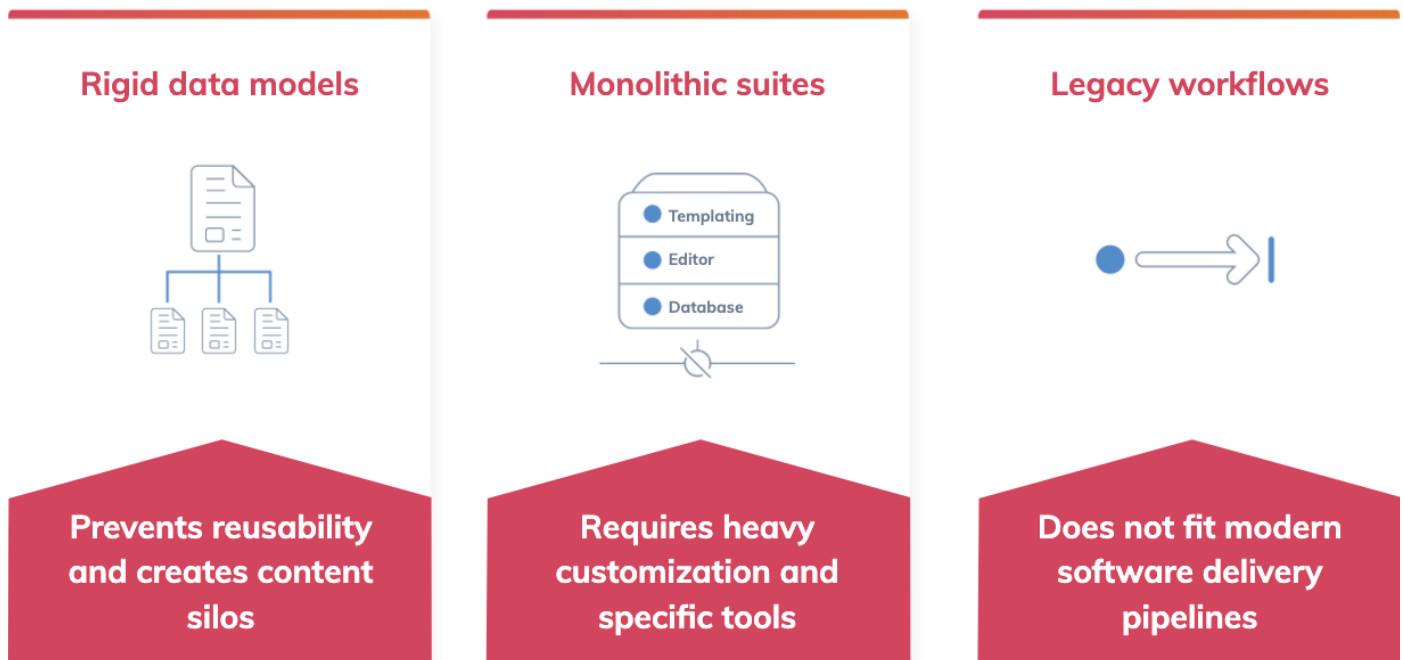 Rigid data models
Prevents reusability
and creates content
silos
Monolithic suites
Templating
Editor
Database
Requires heavy
customization and
specific tools
Legacy workflows
Does not fit modern
software delivery
pipelines